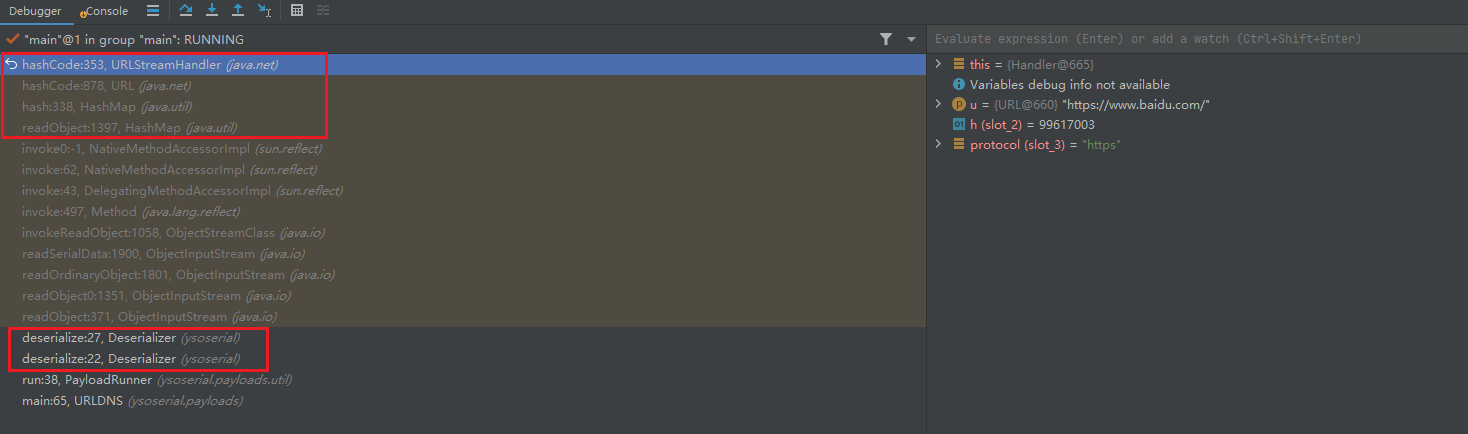 Debugger Console
"main"@1 in group "main": RUNNING
hashCode:353, URLStreamHandler (java.net)
hashCode:878, URL (java.net)
hash:338, HashMap (java.util)
readObject:1397, HashMap (java.util)
invoke0:-1, NativeMethodAccessorImpl (sun.reflect)
invoke:62, NativeMethodAccessorImpl (sun.reflect)
invoke:43, DelegatingMethodAccessorImpl (sun.reflect)
invoke:497, Method (java.lang.reflect)
invokeReadObject:1058, ObjectStreamClass (java.io)
readSerialData:1900, ObjectInputStream (java.io)
readOrdinaryObject:1801, ObjectInputStream (java.io)
readObject0:1351, ObjectInputStream (java.io)
readObject:371, ObjectInputStream (java.io)
deserialize:27, Deserializer (ysoserial)
deserialize:22, Deserializer (ysoserial)
run:38, PayloadRunner (ysoserial.payloads.util)
main:65, URLDNS (ysoserial.payloads)
Evaluate expression (Enter) or add a watch (Ctrl+Shift+Enter)
this = {Handler@665}
Variables debug info not available
u = {URL@660} "https://www.baidu.com/"
h (slot_2) = 99617003
protocol (slot_3) = "https"